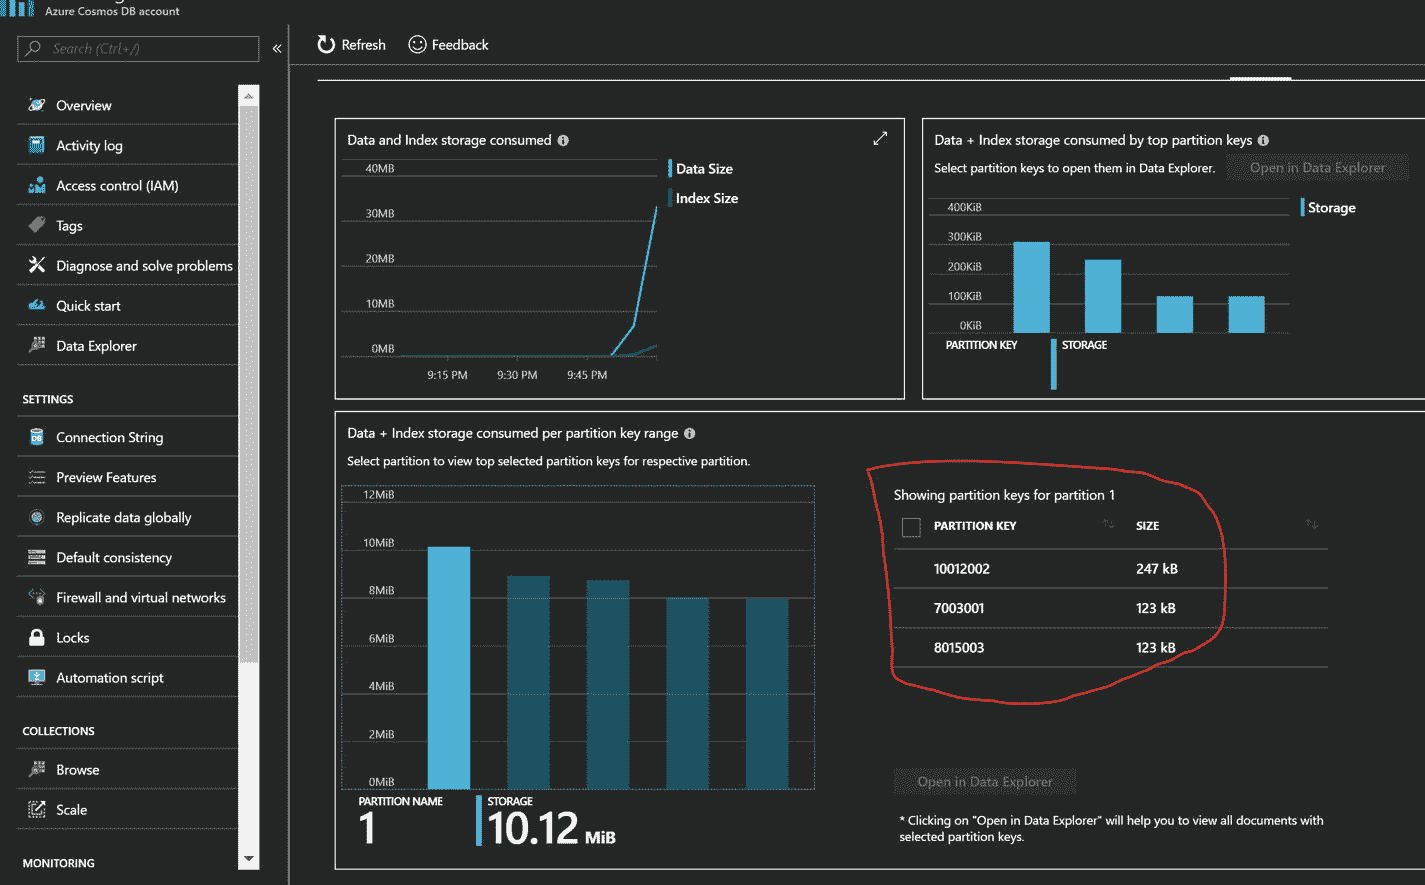 Azure Cosmos DB account
Search (Ctrl+/)
«
Overview
Activity log
Access control (IAM)
Tags
Diagnose and solve problems
Quick start
Data Explorer
SETTINGS
Connection String
Preview Features
Replicate data globally
Default consistency
Firewall and virtual networks
Locks
Automation script
COLLECTIONS
Browse
Scale
MONITORING
Refresh
Feedback
Data and Index storage consumed
40MB
30MB
20MB
10MB
0MB
9:15 PM 9:30 PM 9:45 PM
Data Size
Index Size
Data + Index storage consumed by top partition keys
Select partition keys to open them in Data Explorer.
Open in Data Explorer
400KiB
300KiB
200KiB
100KiB
0KiB
Storage
PARTITION KEY STORAGE
Data + Index storage consumed per partition key range
Select partition to view top selected partition keys for respective partition.
12MiB
10MiB
8MiB
6MiB
4MiB
2MiB
0MiB
PARTITION NAME STORAGE
1 10.12 MiB
Showing partition keys for partition 1
PARTITION KEY SIZE
10012002 247 kB
7003001 123 kB
8015003 123 kB
Open in Data Explorer
* Clicking on "Open in Data Explorer" will help you to view all documents with
selected partition keys.